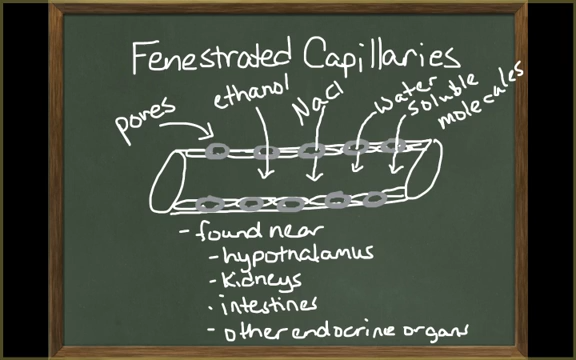 Fenestrated Capillaries
pores
ethanol
NaCl
water
soluble
molecules
- found near
- hypothalamus
- Kidneys
- intestines
- other endocrine organs